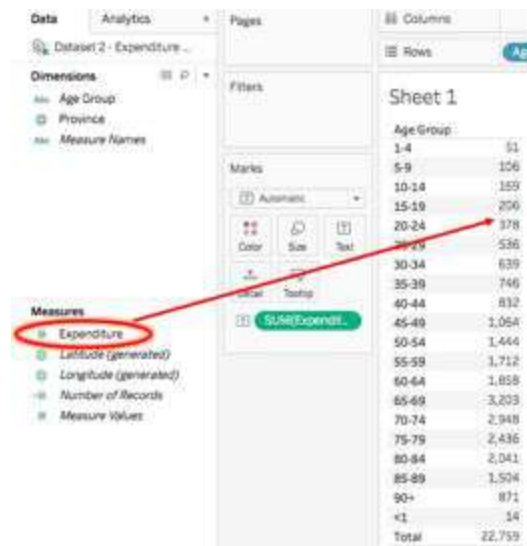 Data
Analytics
Dataset 2 - Expenditure ...
Dimensions
Abc Age Group
Province
Abc Measure Names
Measures
Expenditure
Latitude (generated)
Longitude (generated)
Number of Records
Measure Values
Pages
Filters
Marks
Automatic
Color
Size
Text
Detail
Tooltip
SUM(Expendit..
Columns
Rows
Ag
Sheet 1
Age Group
1-4 51
5-9 106
10-14 169
15-19 206
20-24 378
25-29 536
30-34 639
35-39 746
40-44 832
45-49 1,064
50-54 1,444
55-59 1,712
60-64 1,858
65-69 3,203
70-74 2,948
75-79 2,436
80-84 2,041
85-89 1,504
90+ 871
<1 14
Total 22,759